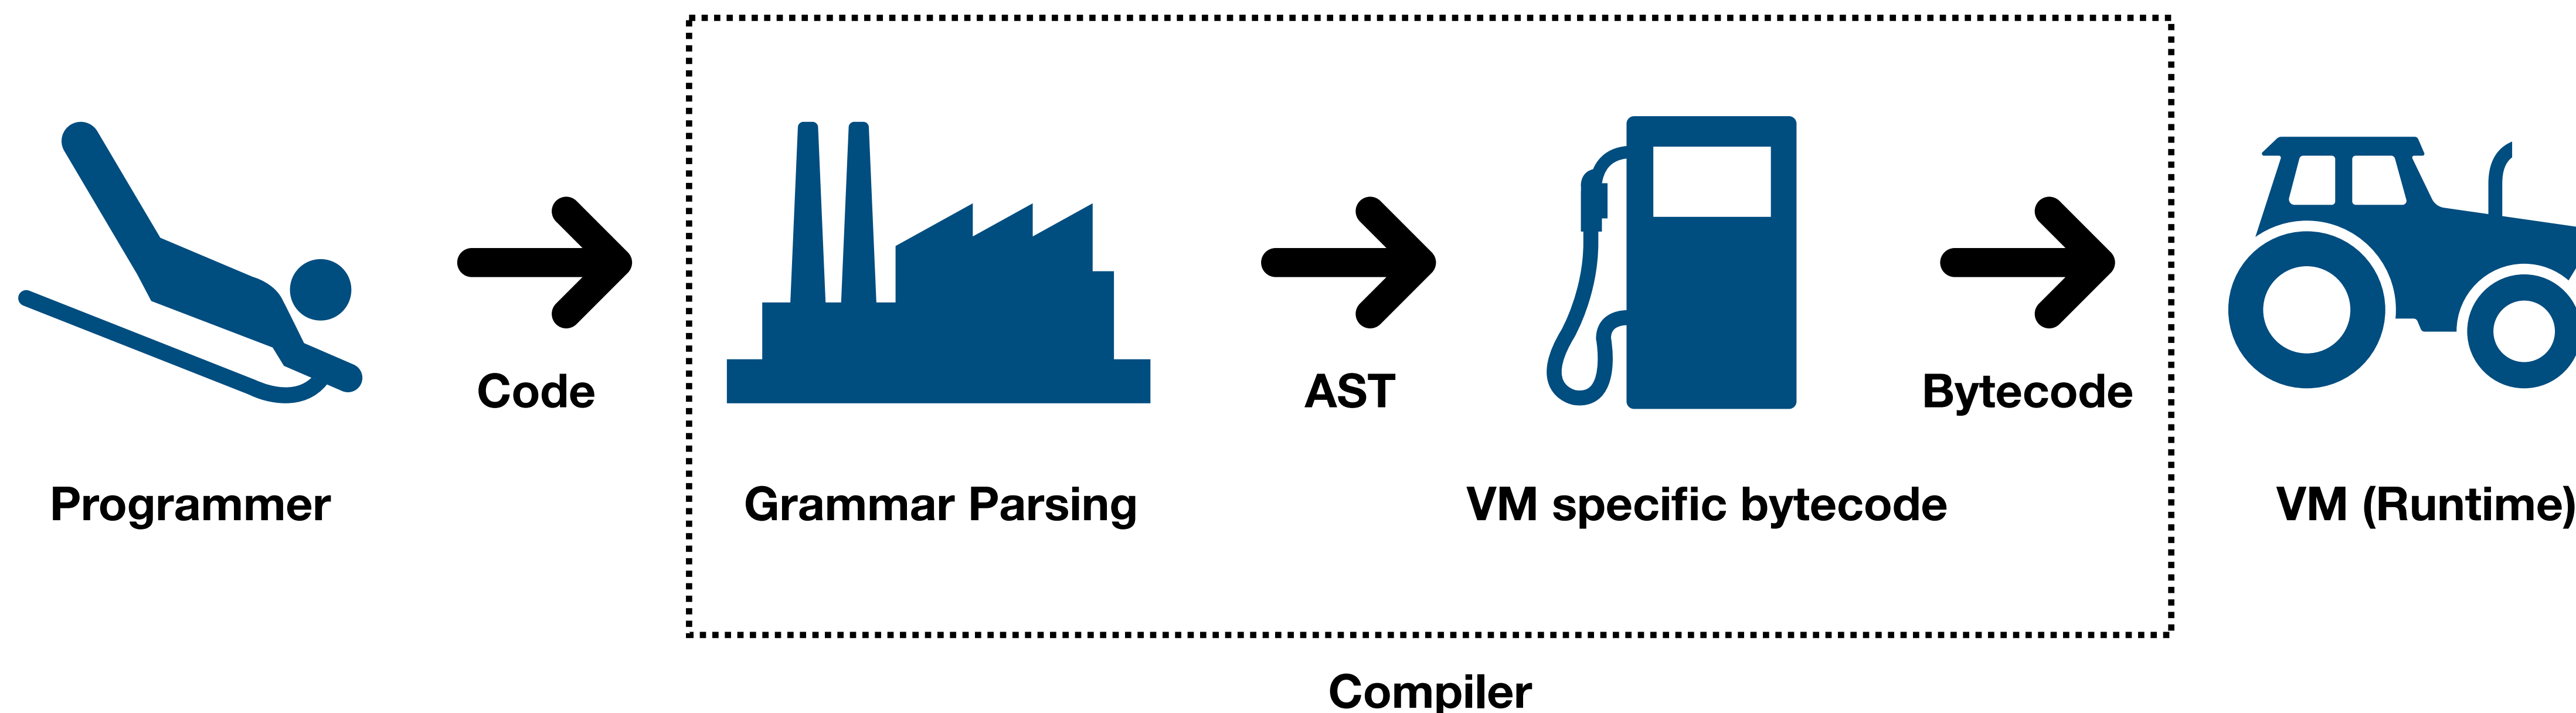 Code
AST
Bytecode
Programmer
Grammar Parsing
VM specific bytecode
VM (Runtime)
Compiler